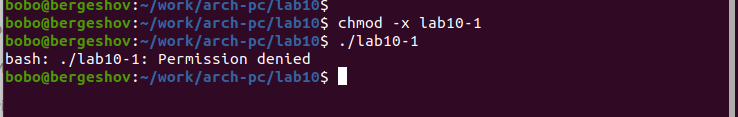 bobo@bergeshov:~/work/arch-pc/lab10$
bobo@bergeshov:~/work/arch-pc/lab10$ chmod -x lab10-1
bobo@bergeshov:~/work/arch-pc/lab10$ ./lab10-1
bash: ./lab10-1: Permission denied
bobo@bergeshov:~/work/arch-pc/lab10$